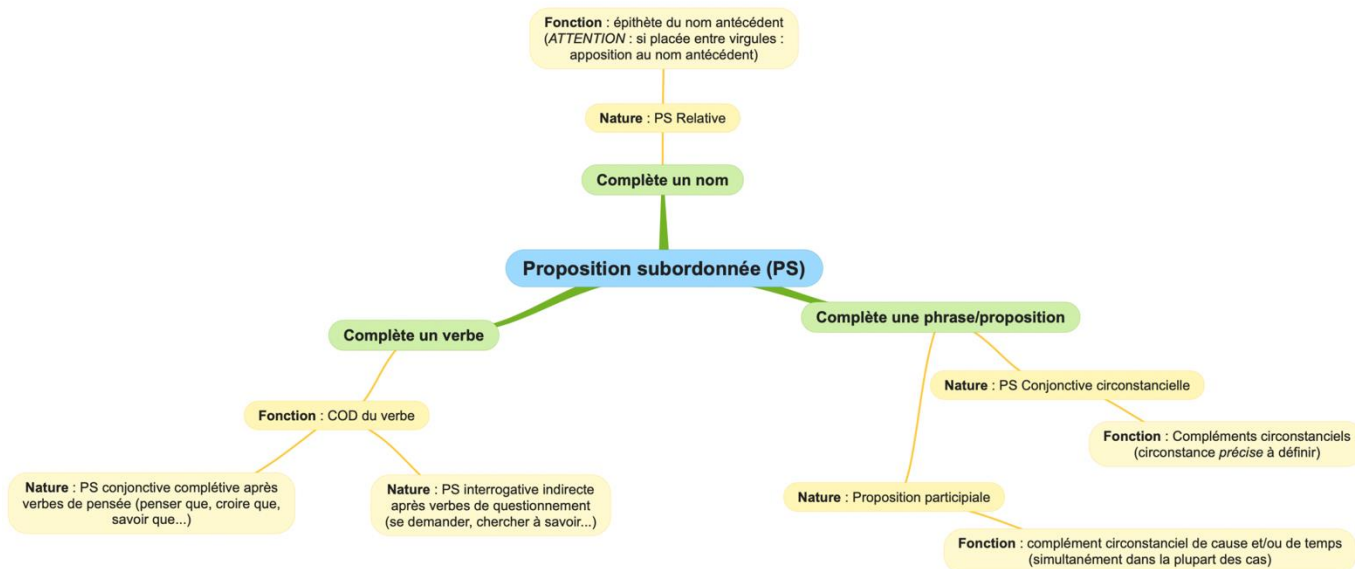 Fonction : épithète du nom antécédent
(ATTENTION : si placée entre virgules :
apposition au nom antécédent)
Nature : PS Relative
Complète un nom
Proposition subordonnée (PS)
Complète un verbe
Fonction : COD du verbe
Nature : PS conjonctive complétive après
verbes de pensée (penser que, croire que,
savoir que...)
Nature : PS interrogative indirecte
après verbes de questionnement
(se demander, chercher à savoir...)
Complète une phrase/proposition
Nature : PS Conjonctive circonstancielle
Fonction : Compléments circonstanciels
(circonstance précise à définir)
Nature : Proposition participiale
Fonction : complément circonstanciel de cause et/ou de temps
(simultanément dans la plupart des cas)